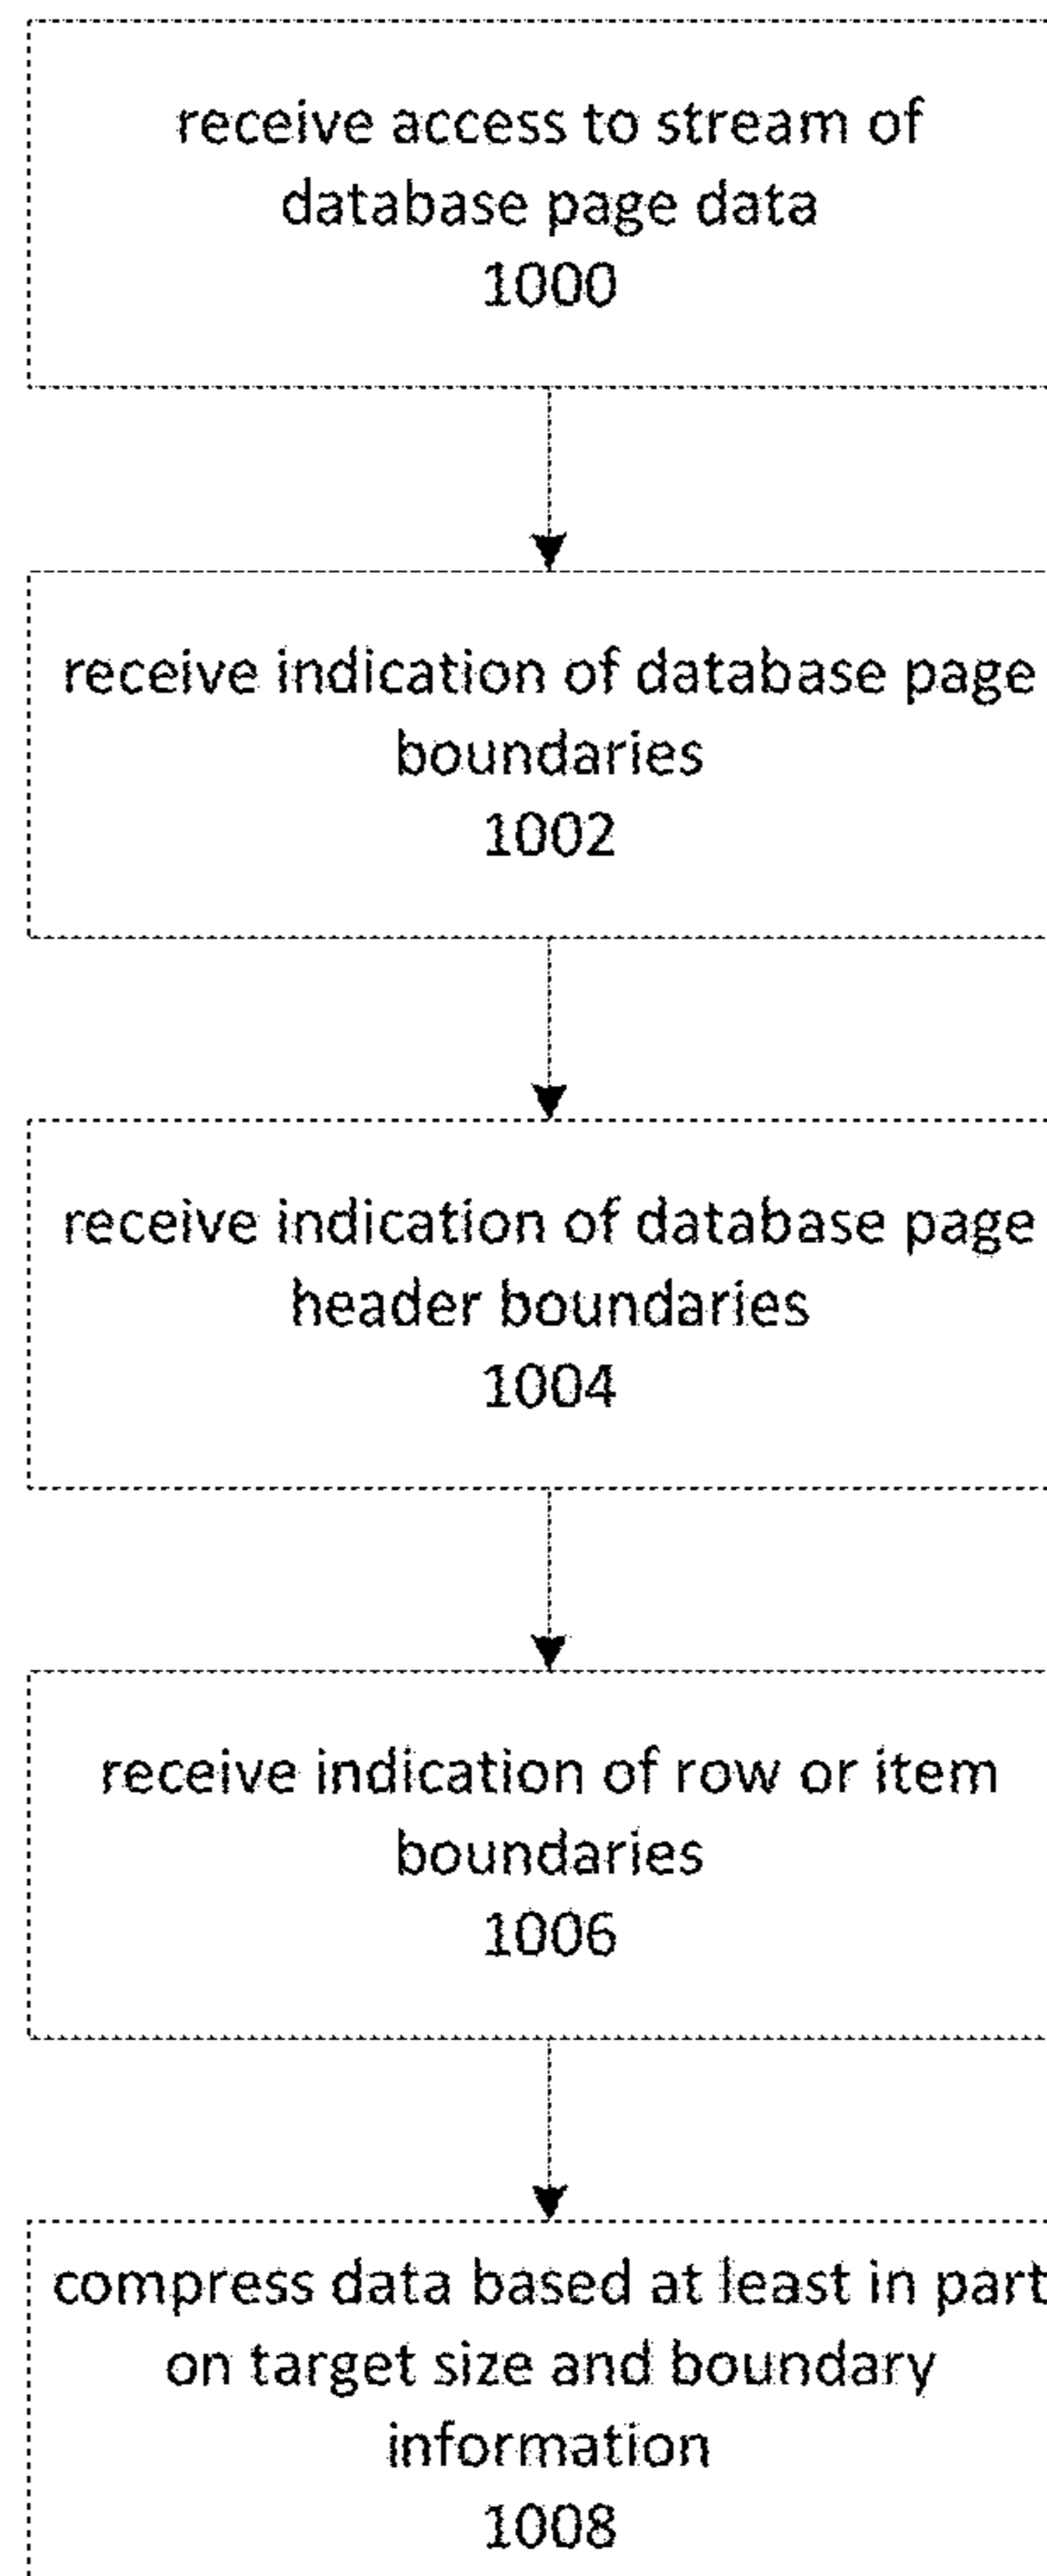 receive access to stream of
database page data
1000
receive indication of database page
boundaries
1002
receive indication of database page
header boundaries
1004
receive indication of row or item
boundaries
1006
compress data based at least in part
on target size and boundary
information
1008